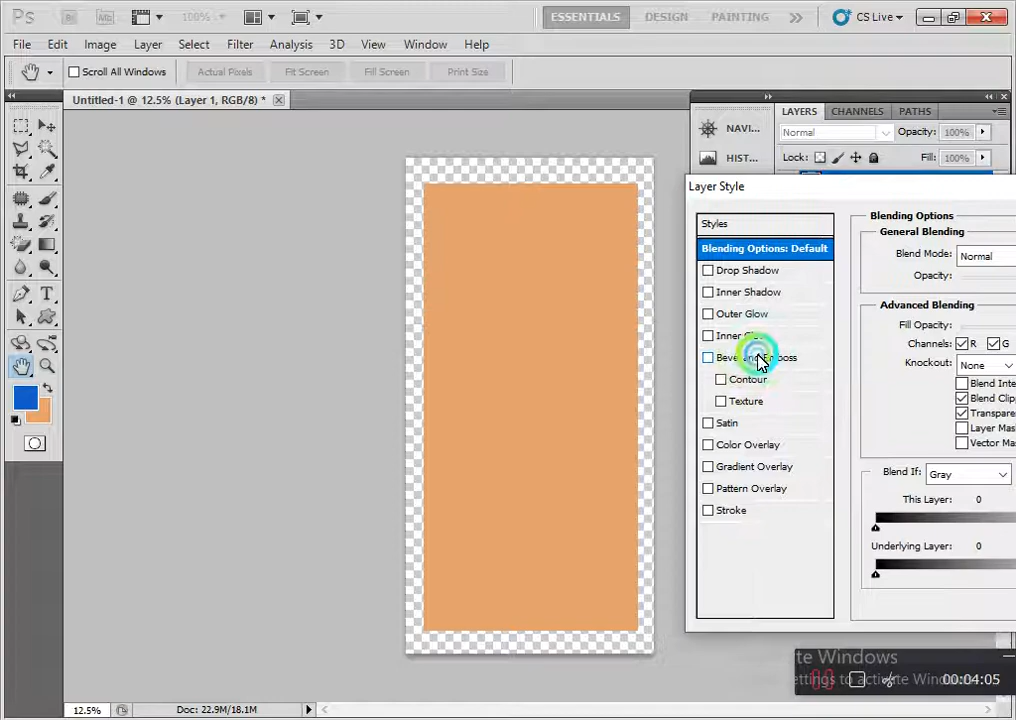 Ps Br Mb 100% ESSENTIALS DESIGN PAINTING CS Live
File Edit Image Layer Select Filter Analysis 3D View Window Help
Scroll All Windows Actual Pixels Fit Screen Fill Screen Print Size
Untitled-1 @ 12.5% (Layer 1, RGB/8) *
LAYERS CHANNELS PATHS
NAVI...
Normal Opacity: 100%
HIST...
Lock: Fill: 100%
Layer Style
Styles
Blending Options: Default
Drop Shadow
Inner Shadow
Outer Glow
Inner
Contour
Texture
Satin
Color Overlay
Gradient Overlay
Pattern Overlay
Stroke
Blending Options
General Blending
Blend Mode: Normal
Opacity:
Advanced Blending
Fill Opacity:
Channels: R G
Knockout: None
Blend Inte
Blend Clip
Transpare
Layer Mas
Vector Mas
Blend If: Gray
This Layer: 0
Underlying Layer: 0
te Windows
ettings to activate Windows
00:04:05
12.5% Doc: 22.9M/18.1M